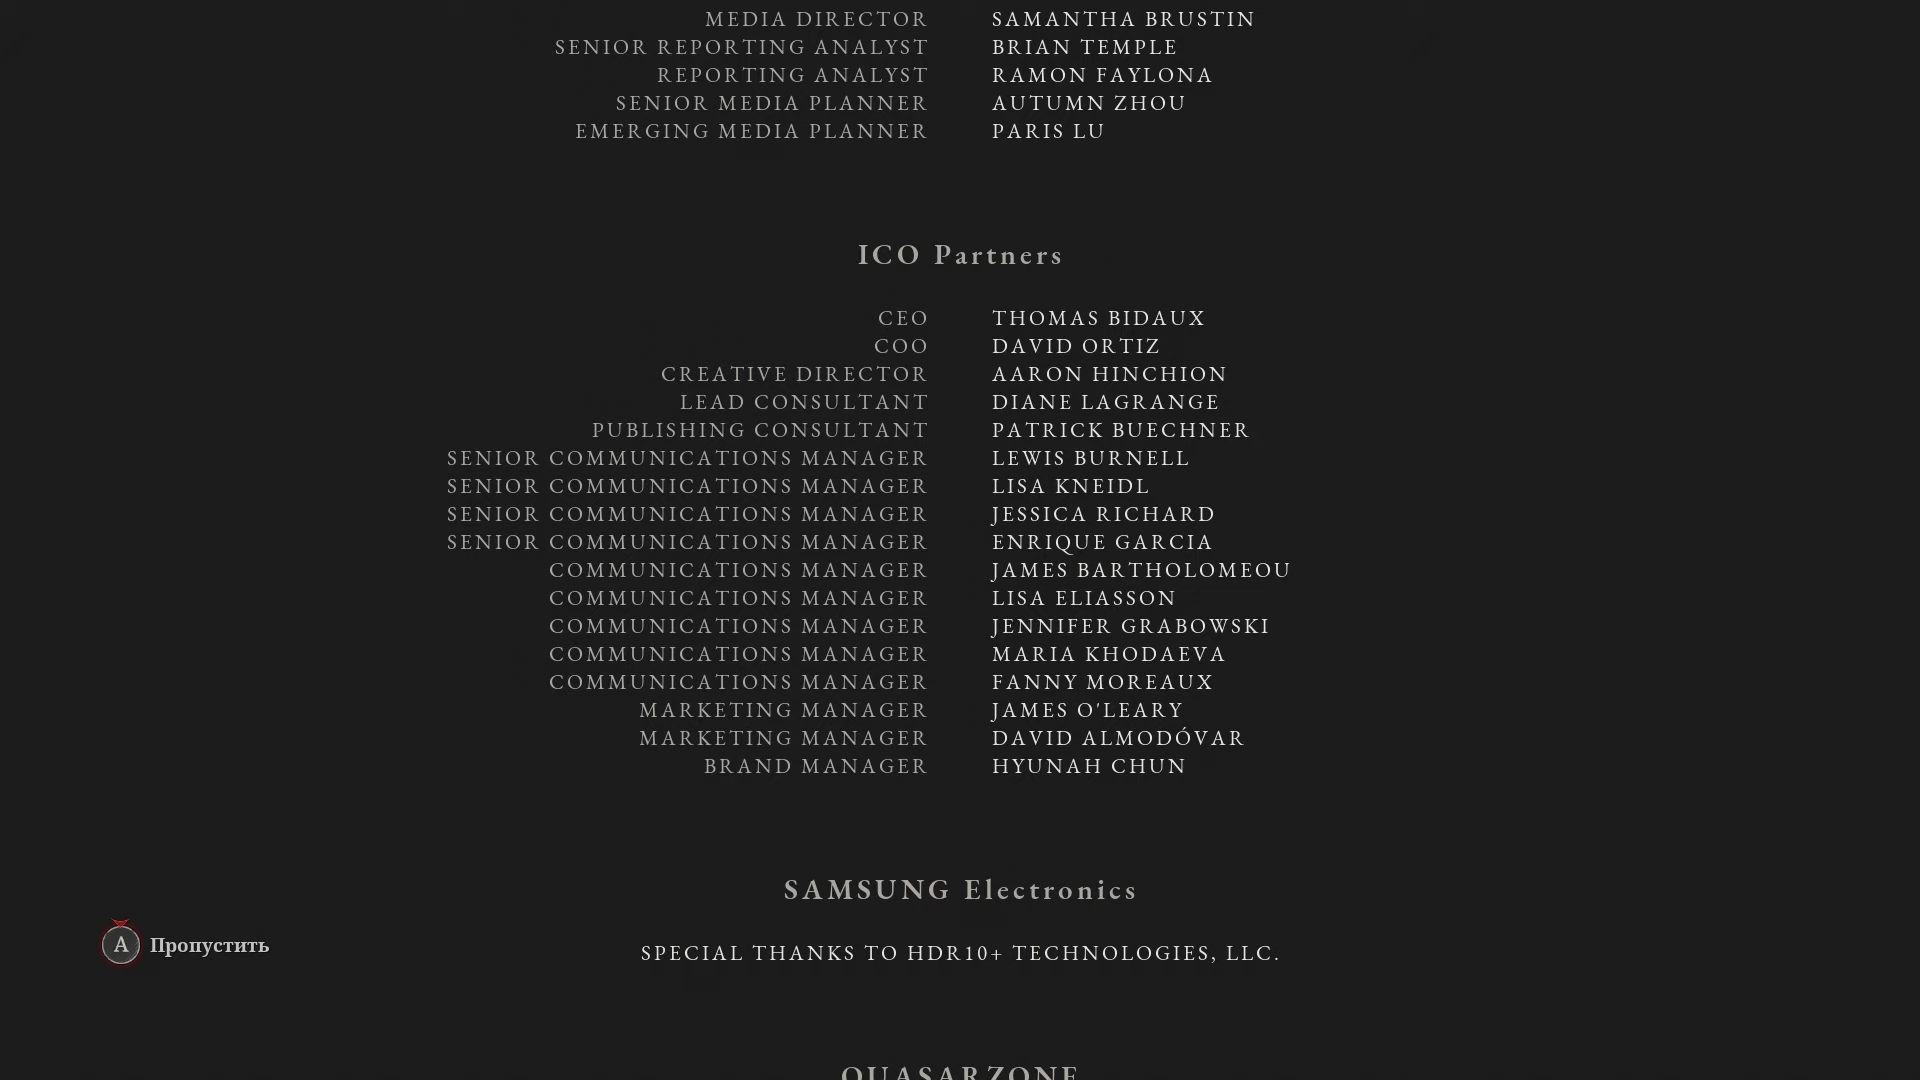 MEDIA DIRECTOR SAMANTHA BRUSTIN
SENIOR REPORTING ANALYST BRIAN TEMPLE
REPORTING ANALYST RAMON FAYLONA
SENIOR MEDIA PLANNER AUTUMN ZHOU
EMERGING MEDIA PLANNER PARIS LU
ICO Partners
CEO THOMAS BIDAUX
COO DAVID ORTIZ
CREATIVE DIRECTOR AARON HINCHION
LEAD CONSULTANT DIANE LAGRANGE
PUBLISHING CONSULTANT PATRICK BUECHNER
SENIOR COMMUNICATIONS MANAGER LEWIS BURNELL
SENIOR COMMUNICATIONS MANAGER LISA KNEIDL
SENIOR COMMUNICATIONS MANAGER JESSICA RICHARD
SENIOR COMMUNICATIONS MANAGER ENRIQUE GARCIA
COMMUNICATIONS MANAGER JAMES BARTHOLOMEOU
COMMUNICATIONS MANAGER LISA ELIASSON
COMMUNICATIONS MANAGER JENNIFER GRABOWSKI
COMMUNICATIONS MANAGER MARIA KHODAEVA
COMMUNICATIONS MANAGER FANNY MOREAUX
MARKETING MANAGER JAMES O'LEARY
MARKETING MANAGER DAVID ALMODÓVAR
BRAND MANAGER HYUNAH CHUN
SAMSUNG Electronics
A Пропустить
SPECIAL THANKS TO HDR10+ TECHNOLOGIES, LLC.
QUASARZONE